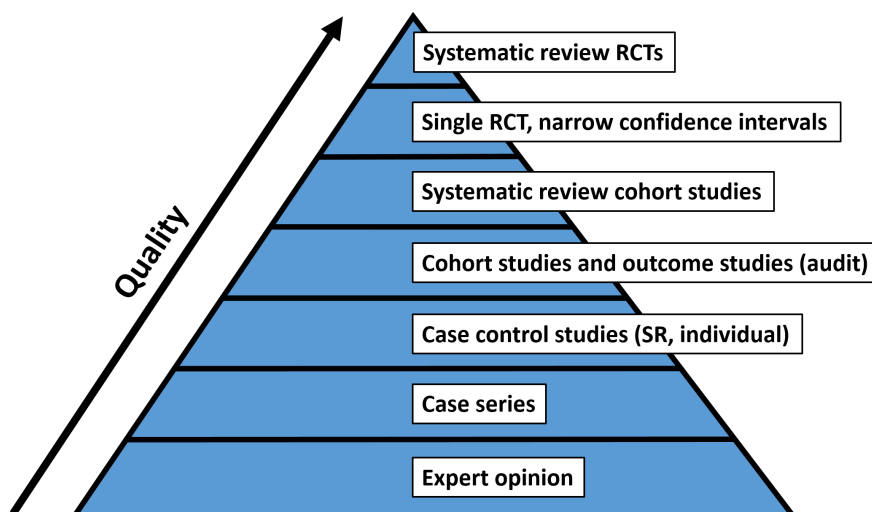 Systematic review RCTs
Single RCT, narrow confidence intervals
Systematic review cohort studies
Quality
Cohort studies and outcome studies (audit)
Case control studies (SR, individual)
Case series
Expert opinion